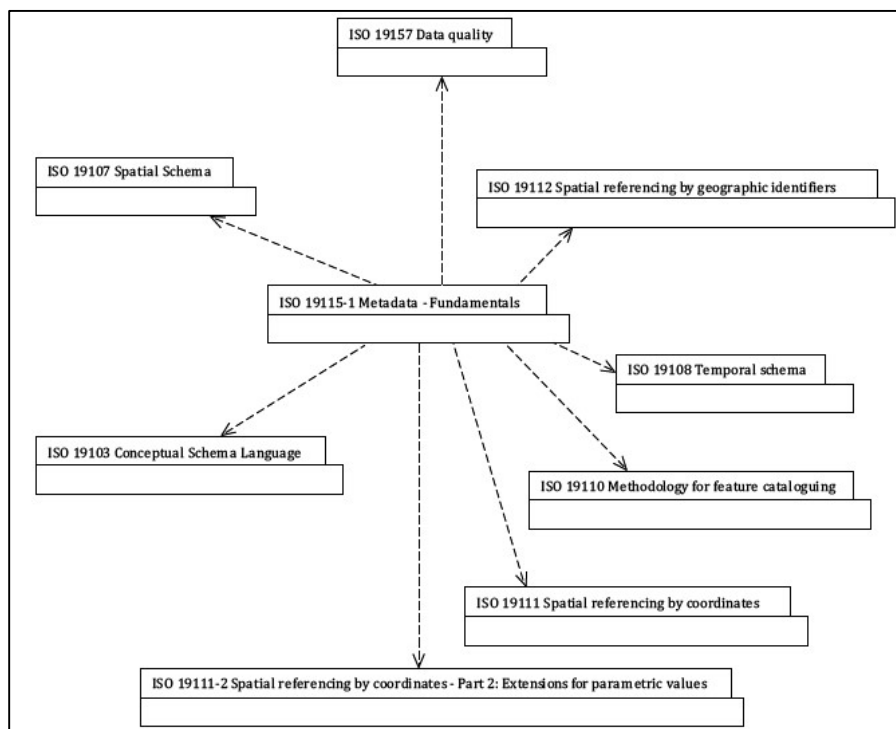 ISO 19157 Data quality
ISO 19107 Spatial Schema
ISO 19112 Spatial referencing by geographic identifiers
ISO 19115-1 Metadata - Fundamentals
ISO 19108 Temporal schema
ISO 19103 Conceptual Schema Language
ISO 19110 Methodology for feature cataloguing
ISO 19111 Spatial referencing by coordinates
ISO 19111-2 Spatial referencing by coordinates - Part 2: Extensions for parametric values